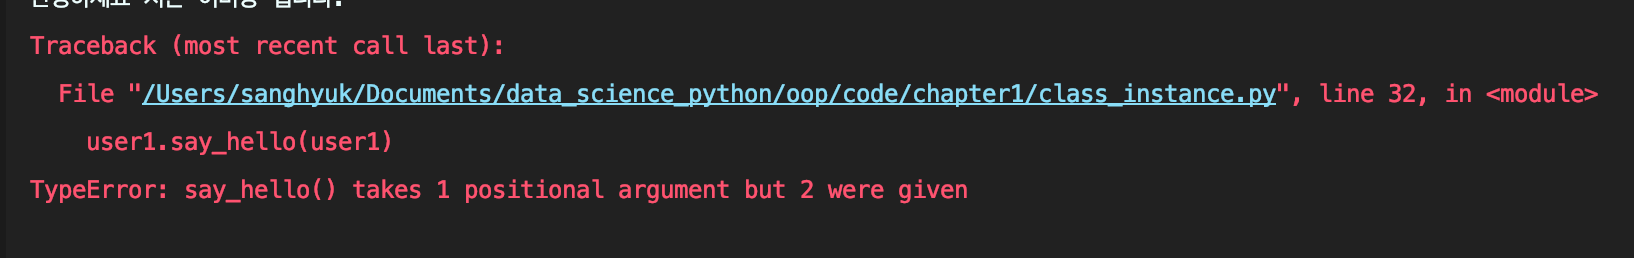 Traceback (most recent call last):
File "/Users/sanghyuk/Documents/data_science_python/oop/code/chapter1/class_instance.py", line 32, in <module>
user1.say_hello(user1)
TypeError: say_hello() takes 1 positional argument but 2 were given